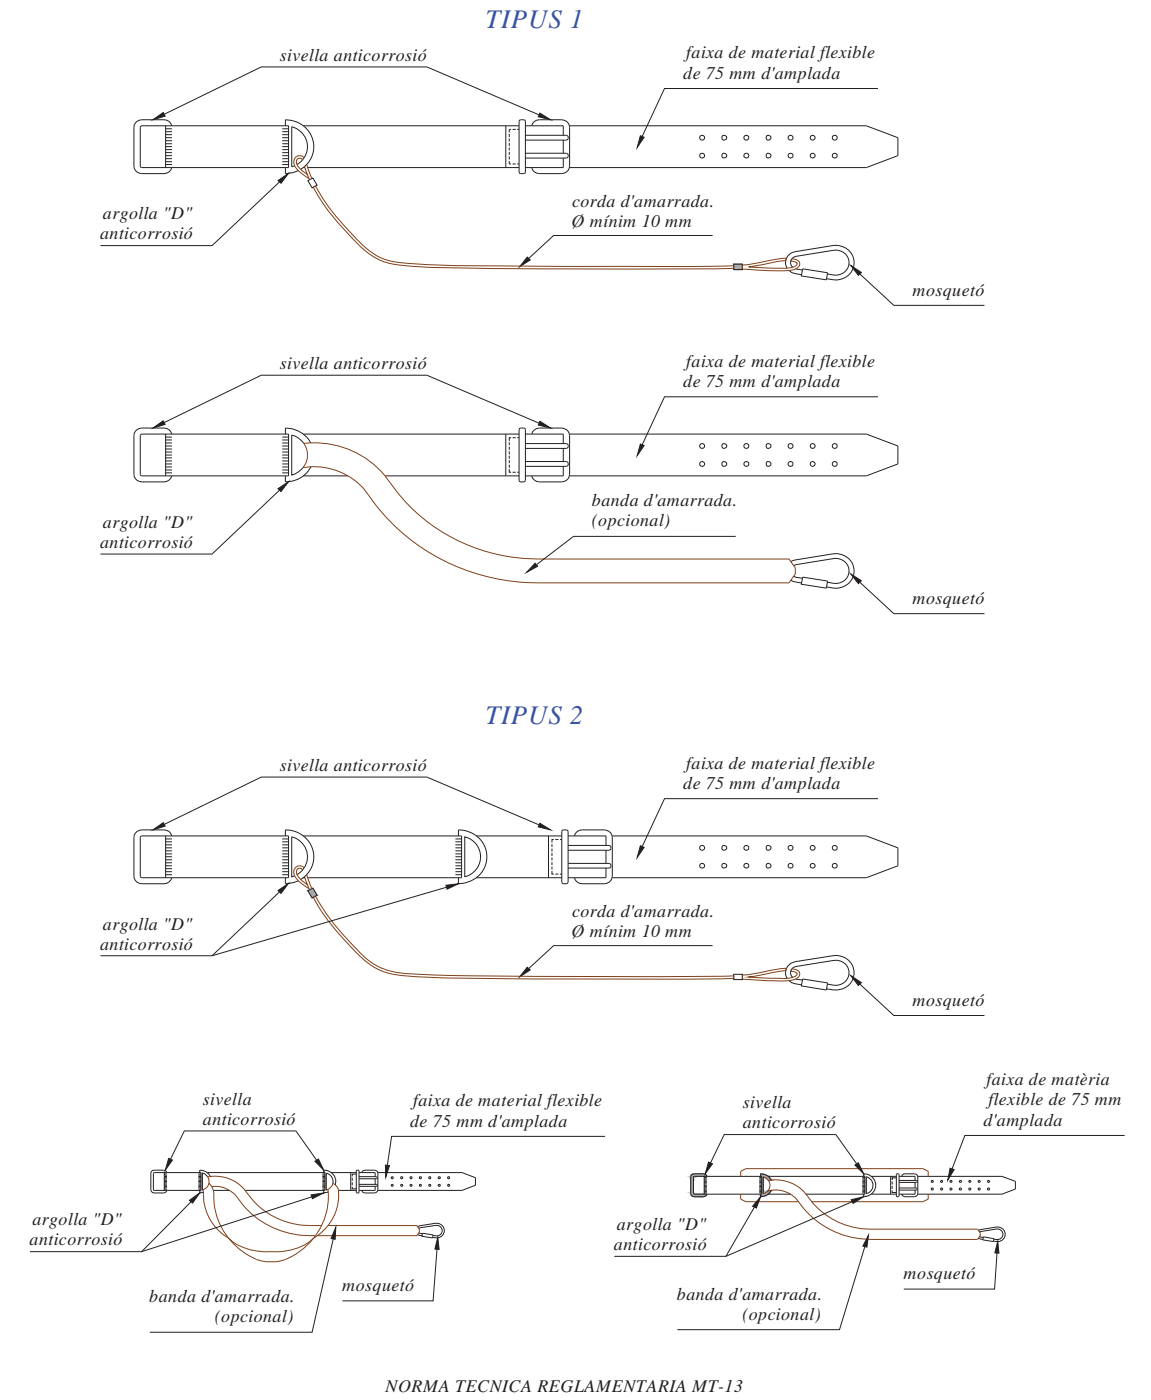 TIPUS 1
sivella anticorrosió
faixa de material flexible
de 75 mm d'amplada
argolla "D"
anticorrosió
corda d'amarrada.
Ø mínim 10 mm
mosquetó
sivella anticorrosió
faixa de material flexible
de 75 mm d'amplada
argolla "D"
anticorrosió
banda d'amarrada.
(opcional)
mosquetó
TIPUS 2
sivella anticorrosió
faixa de material flexible
de 75 mm d'amplada
argolla "D"
anticorrosió
corda d'amarrada.
Ø mínim 10 mm
mosquetó
sivella
anticorrosió
faixa de material flexible
de 75 mm d'amplada
argolla "D"
anticorrosió
banda d'amarrada.
(opcional)
mosquetó
sivella
anticorrosió
faixa de matèria
flexible de 75 mm
d'amplada
argolla "D"
anticorrosió
banda d'amarrada.
(opcional)
mosquetó
NORMA TECNICA REGLAMENTARIA MT-13